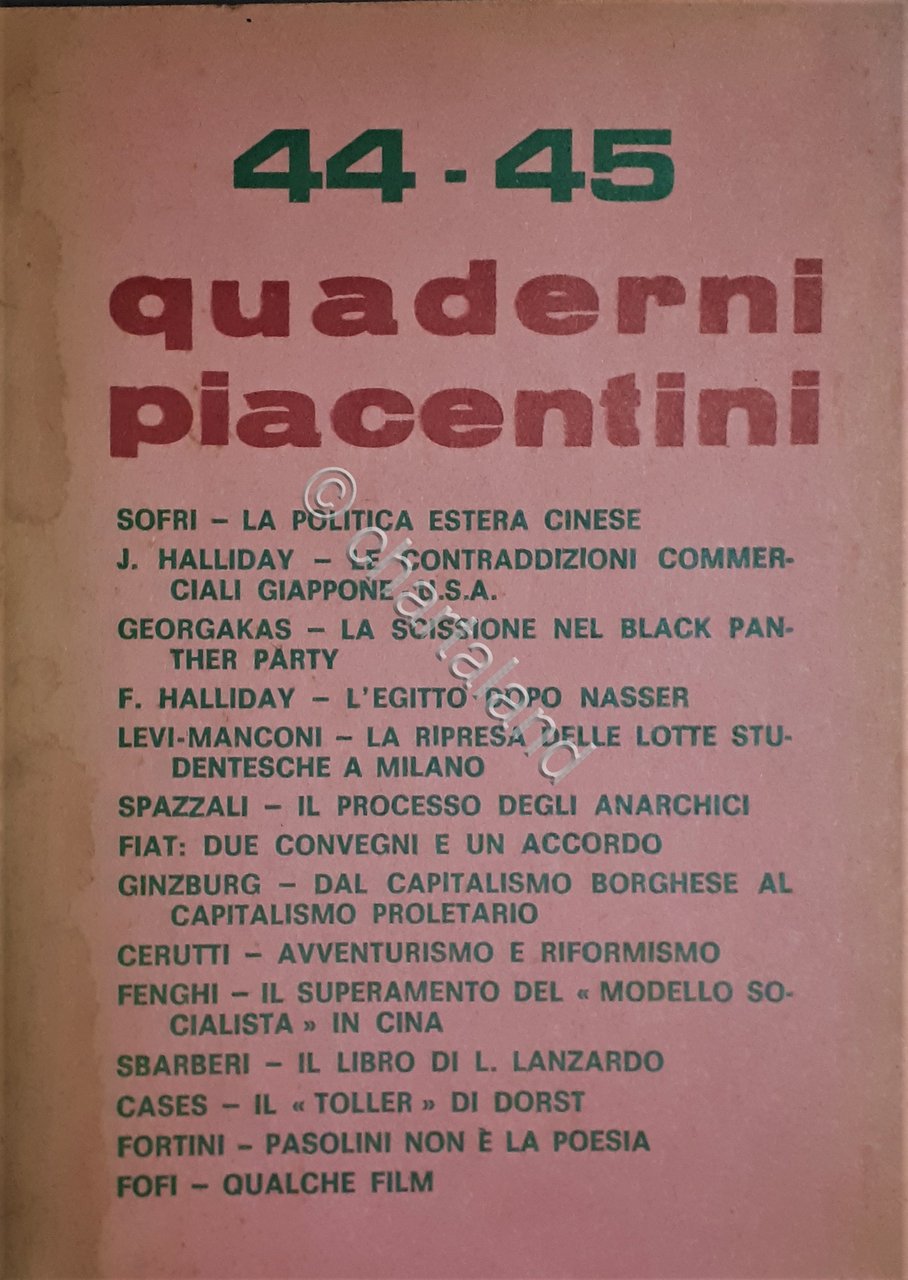 44 - 45
quaderni
piacentini
SOFRI – LA POLITICA ESTERA CINESE
J. HALLIDAY – LE CONTRADDIZIONI COMMER-
CIALI GIAPPONE U.S.A.
GEORGAKAS – LA SCISSIONE NEL BLACK PAN-
THER PARTY
F. HALLIDAY – L'EGITTO DOPO NASSER
LEVI-MANCONI – LA RIPRESA DELLE LOTTE STU-
DENTESCHE A MILANO
SPAZZALI – IL PROCESSO DEGLI ANARCHICI
FIAT: DUE CONVEGNI E UN ACCORDO
GINZBURG – DAL CAPITALISMO BORGHESE AL
CAPITALISMO PROLETARIO
CERUTTI – AVVENTURISMO E RIFORMISMO
FENGHI – IL SUPERAMENTO DEL « MODELLO SO-
CIALISTA » IN CINA
SBARBERI – IL LIBRO DI L. LANZARDO
CASES – IL « TOLLER » DI DORST
FORTINI – PASOLINI NON È LA POESIA
FOFI – QUALCHE FILM
© chartaland